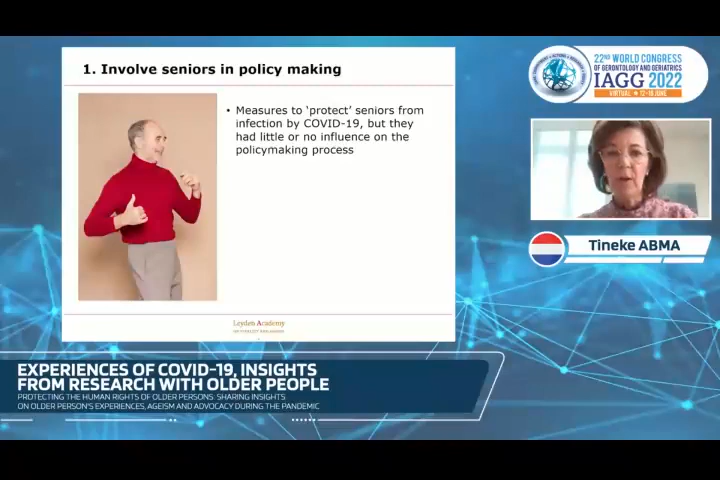 1. Involve seniors in policy making
• Measures to ‘protect’ seniors from
infection by COVID-19, but they
had little or no influence on the
policymaking process
Leyden Academy
22ND WORLD CONGRESS
OF GERONTOLOGY AND GERIATRICS
IAGG 2022
VIRTUAL ★ 12-16 JUNE
Tineke ABMA
EXPERIENCES OF COVID-19, INSIGHTS
FROM RESEARCH WITH OLDER PEOPLE
PROTECTING THE HUMAN RIGHTS OF OLDER PERSONS: SHARING INSIGHTS
ON OLDER PERSON'S EXPERIENCES, AGEISM AND ADVOCACY DURING THE PANDEMIC